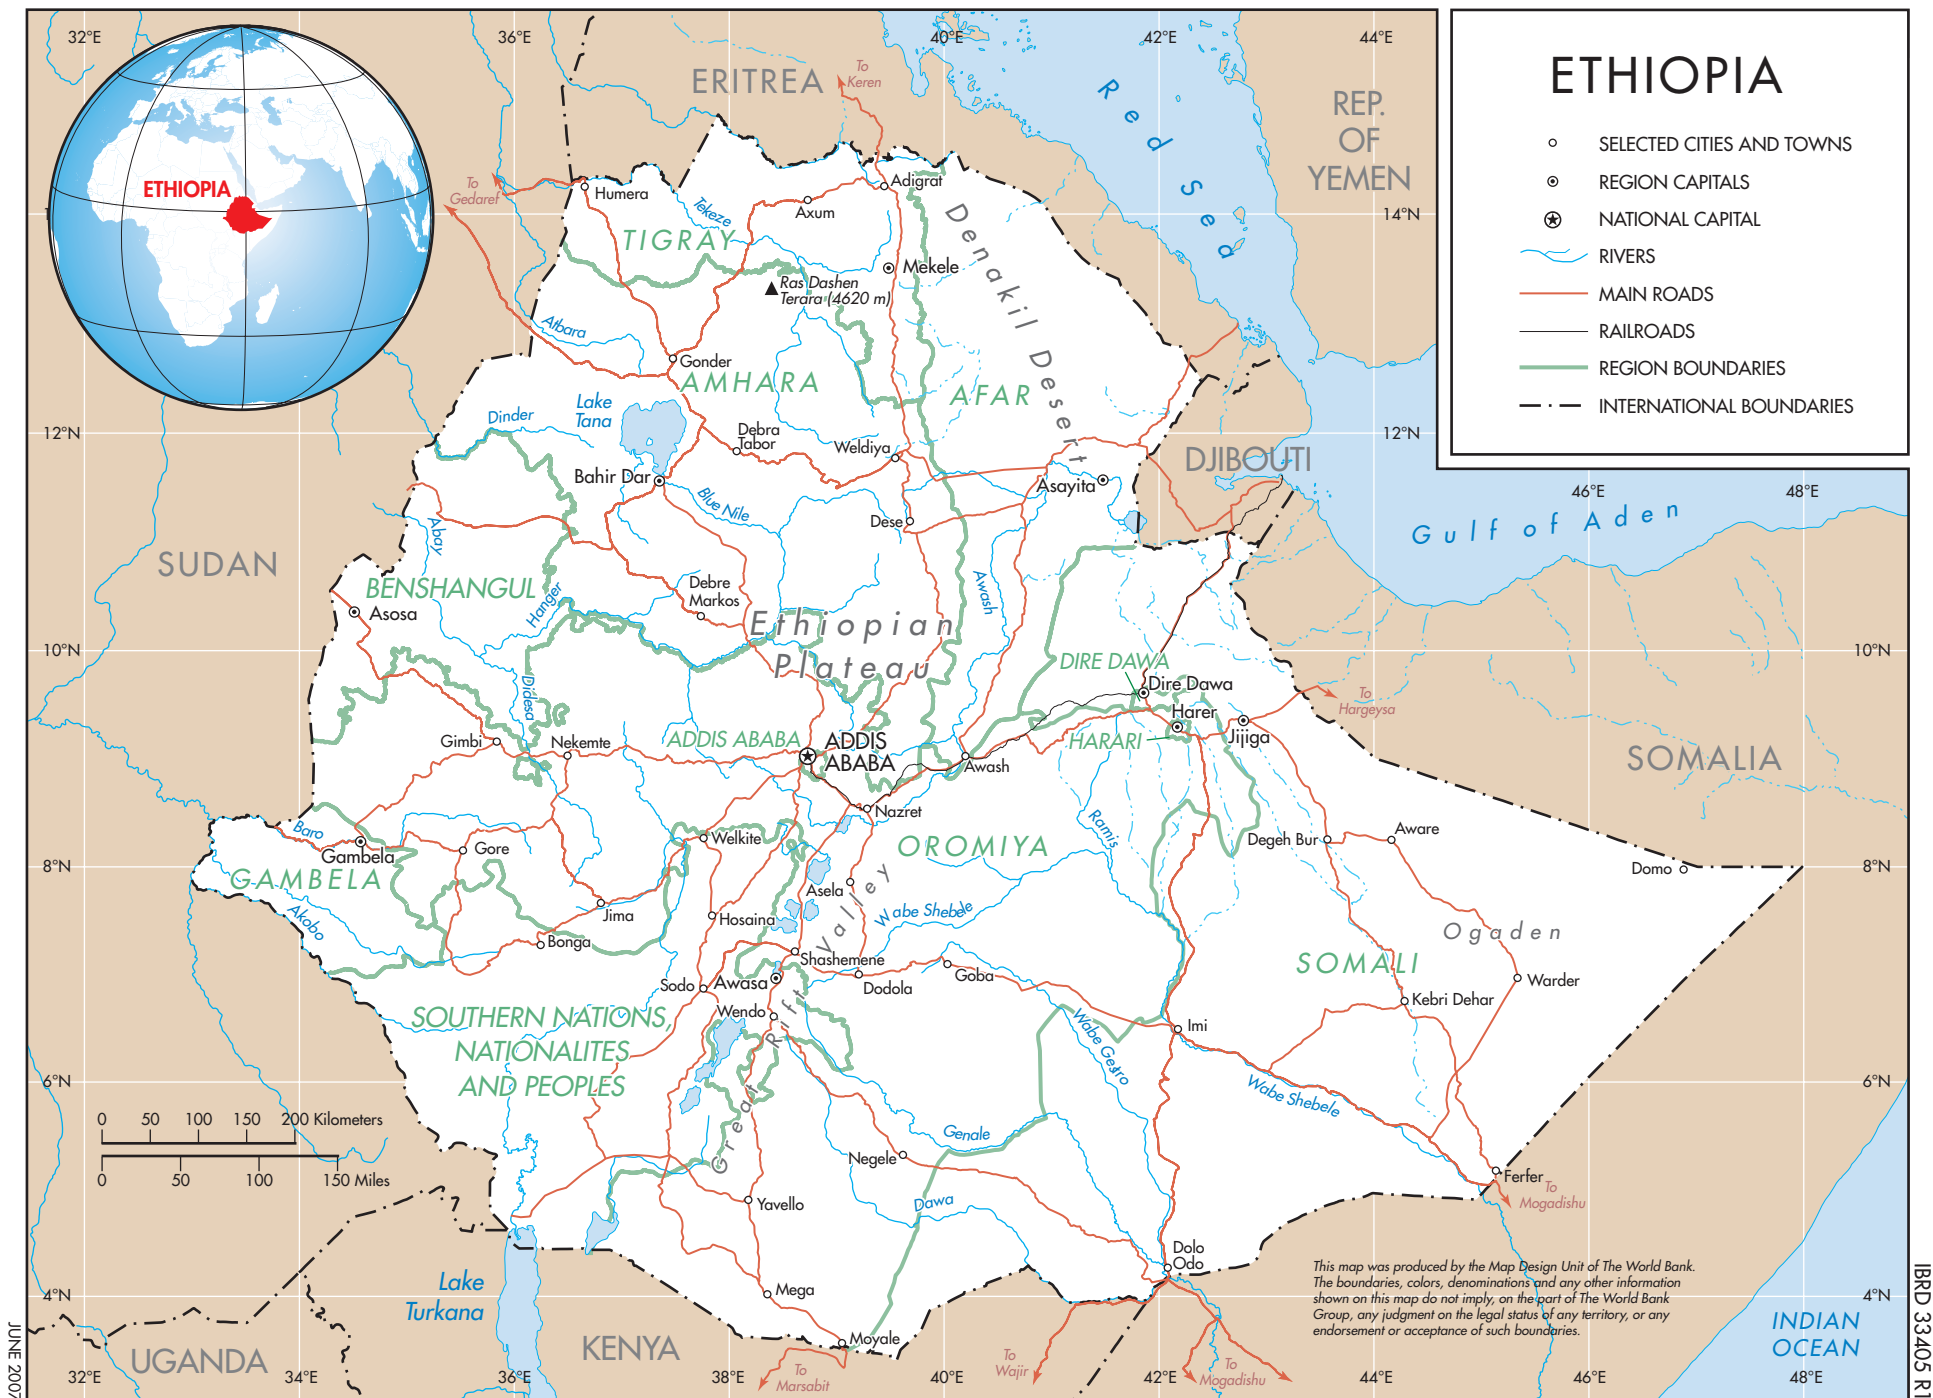 32°E
36°E
40°E
42°E
44°E
ETHIOPIA
SELECTED CITIES AND TOWNS
REGION CAPITALS
NATIONAL CAPITAL
RIVERS
MAIN ROADS
RAILROADS
REGION BOUNDARIES
INTERNATIONAL BOUNDARIES
ETHIOPIA
ERITREA
To
Keren
Red Sea
REP.
OF
YEMEN
To
Gedaref
Humera
Adigrat
Axum
Tekeze
14°N
TIGRAY
Denakil Desert
Mekele
Ras Dashen
Terara (4620 m)
Atbara
Gonder
AMHARA
AFAR
Lake
Tana
Dinder
12°N
12°N
Debra
Tabor
Weldiya
DJIBOUTI
Bahir Dar
Asayita
46°E
48°E
Blue Nile
Dese
Gulf of Aden
Abay
SUDAN
BENSHANGUL
Asosa
Hanger
Debre
Markos
Awash
Ethiopian
Plateau
10°N
10°N
DIRE DAWA
Dire Dawa
Didesa
To
Hargeysa
Harer
Jijiga
HARARI
Gimbi
Nekemte
ADDIS ABABA
ADDIS
ABABA
Awash
SOMALIA
Nazret
Ramis
Baro
Gambela
Gore
Welkite
OROMIYA
Degeh Bur
Aware
8°N
8°N
Domo
GAMBELA
Asela
Akobo
Jima
Hosaina
Wabe Shebele
Great Rift Valley
Bonga
Ogaden
Shashemene
SOMALI
Goba
Warder
Sodo
Awasa
Dodola
Kebri Dehar
SOUTHERN NATIONS,
NATIONALITES
AND PEOPLES
Wendo
Imi
Wabe Gestro
6°N
6°N
Wabe Shebele
0 50 100 150 200 Kilometers
0 50 100 150 Miles
Genale
Negele
Ferfer
To
Mogadishu
Yavello
Dawa
Dolo
Odo
Lake
Turkana
Mega
4°N
4°N
This map was produced by the Map Design Unit of The World Bank.
The boundaries, colors, denominations and any other information
shown on this map do not imply, on the part of The World Bank
Group, any judgment on the legal status of any territory, or any
endorsement or acceptance of such boundaries.
INDIAN
OCEAN
Moyale
KENYA
UGANDA
To
Marsabit
To
Wajir
To
Mogadishu
32°E
34°E
36°E
38°E
40°E
42°E
44°E
46°E
48°E
JUNE 2007
IBRD 33405 R1